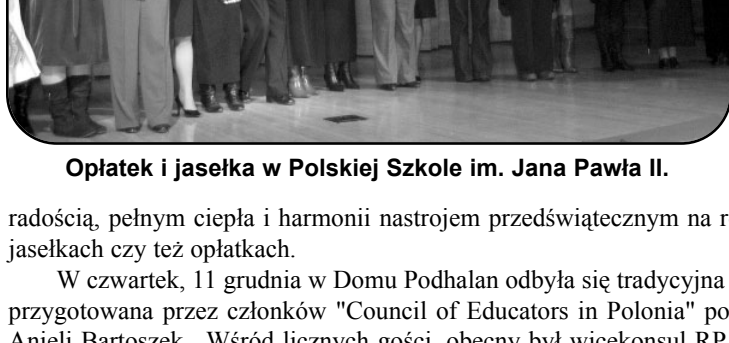 Opłatek i jasełka w Polskiej Szkole im. Jana Pawła II.
radością, pełnym ciepła i harmonii nastrojem przedświątecznym na r
jasełkach czy też opłatkach.
W czwartek, 11 grudnia w Domu Podhalan odbyła się tradycyjna
przygotowana przez członków "Council of Educators in Polonia" po
Anieli Bartoszek. Wśród licznych gości, obecny był wicekonsul RP